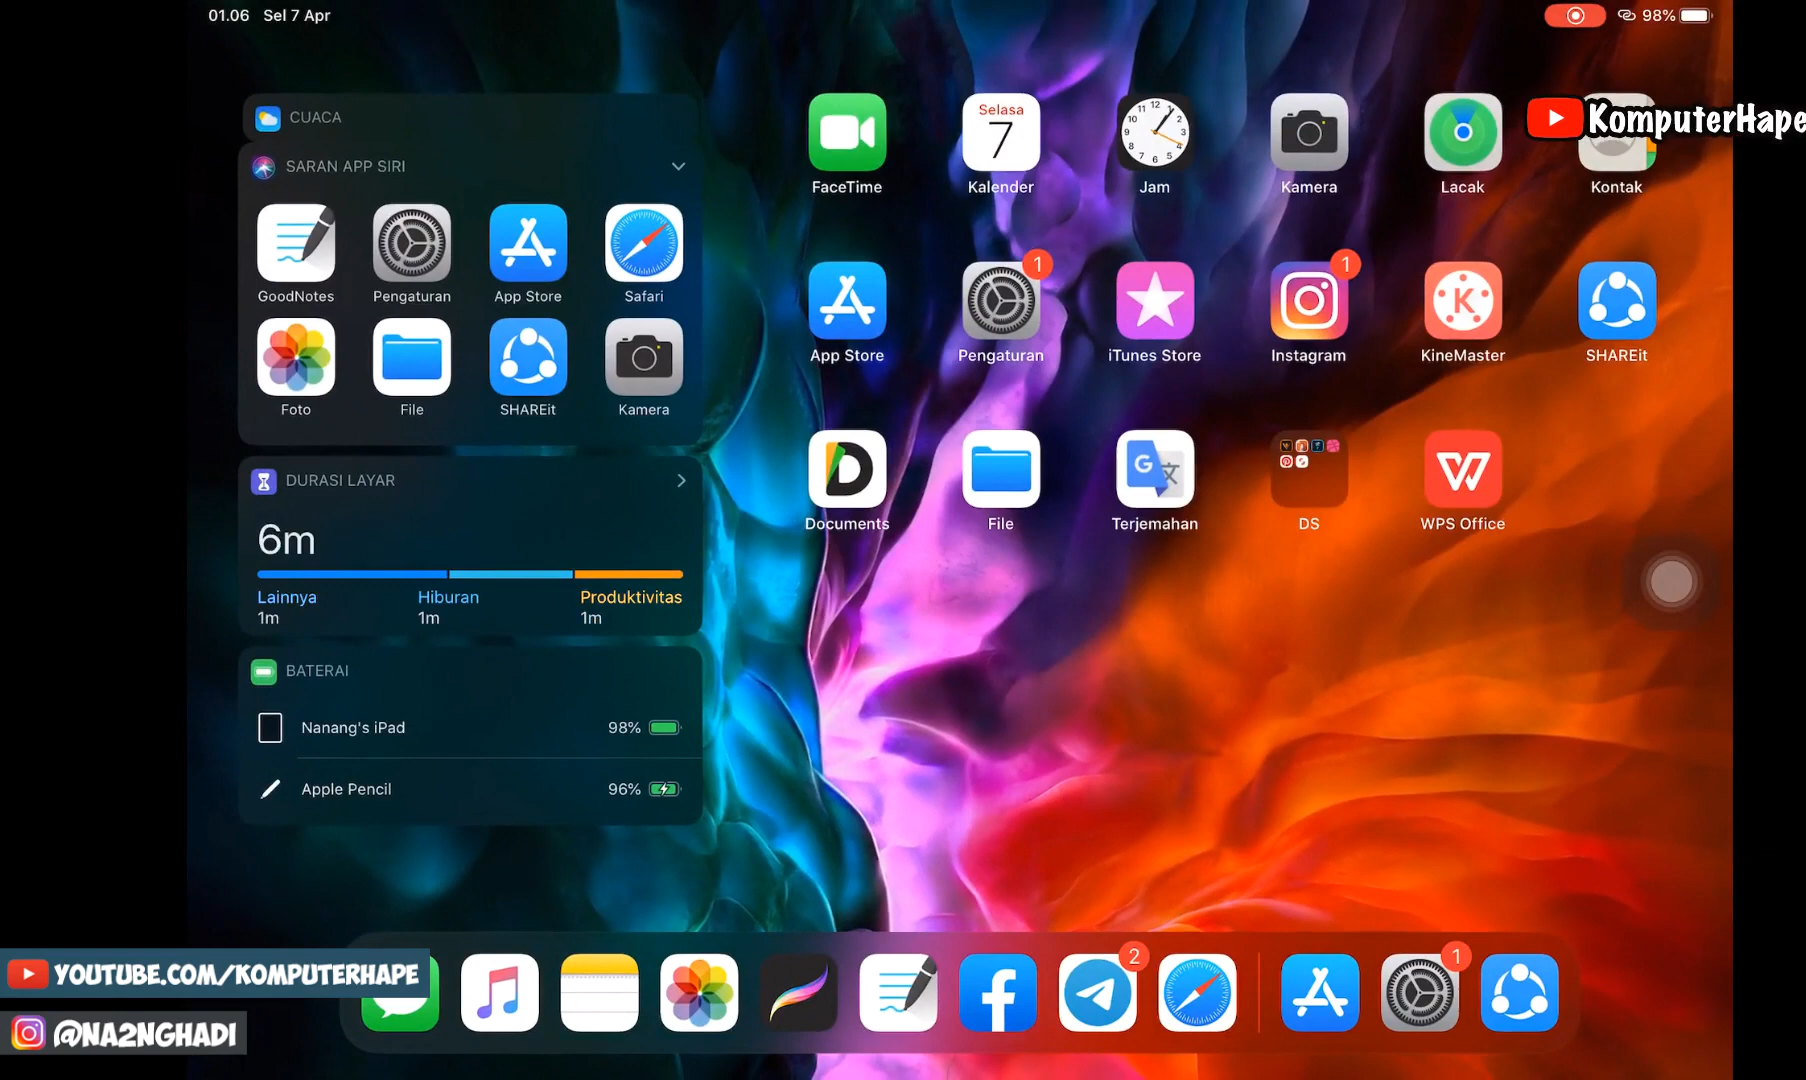 01.06 Sel 7 Apr
98%
KomputerHape
CUACA
SARAN APP SIRI
GoodNotes Pengaturan App Store Safari
Foto File SHAREit Kamera
DURASI LAYAR
6m
Lainnya Hiburan Produktivitas
1m 1m 1m
BATERAI
Nanang's iPad 98%
Apple Pencil 96%
Selasa
7
FaceTime Kalender Jam Kamera Lacak Kontak
1 1
App Store Pengaturan iTunes Store Instagram KineMaster SHAREit
Documents File Terjemahan DS WPS Office
2 1
YOUTUBE.COM/KOMPUTERHAPE
@NA2NGHADI